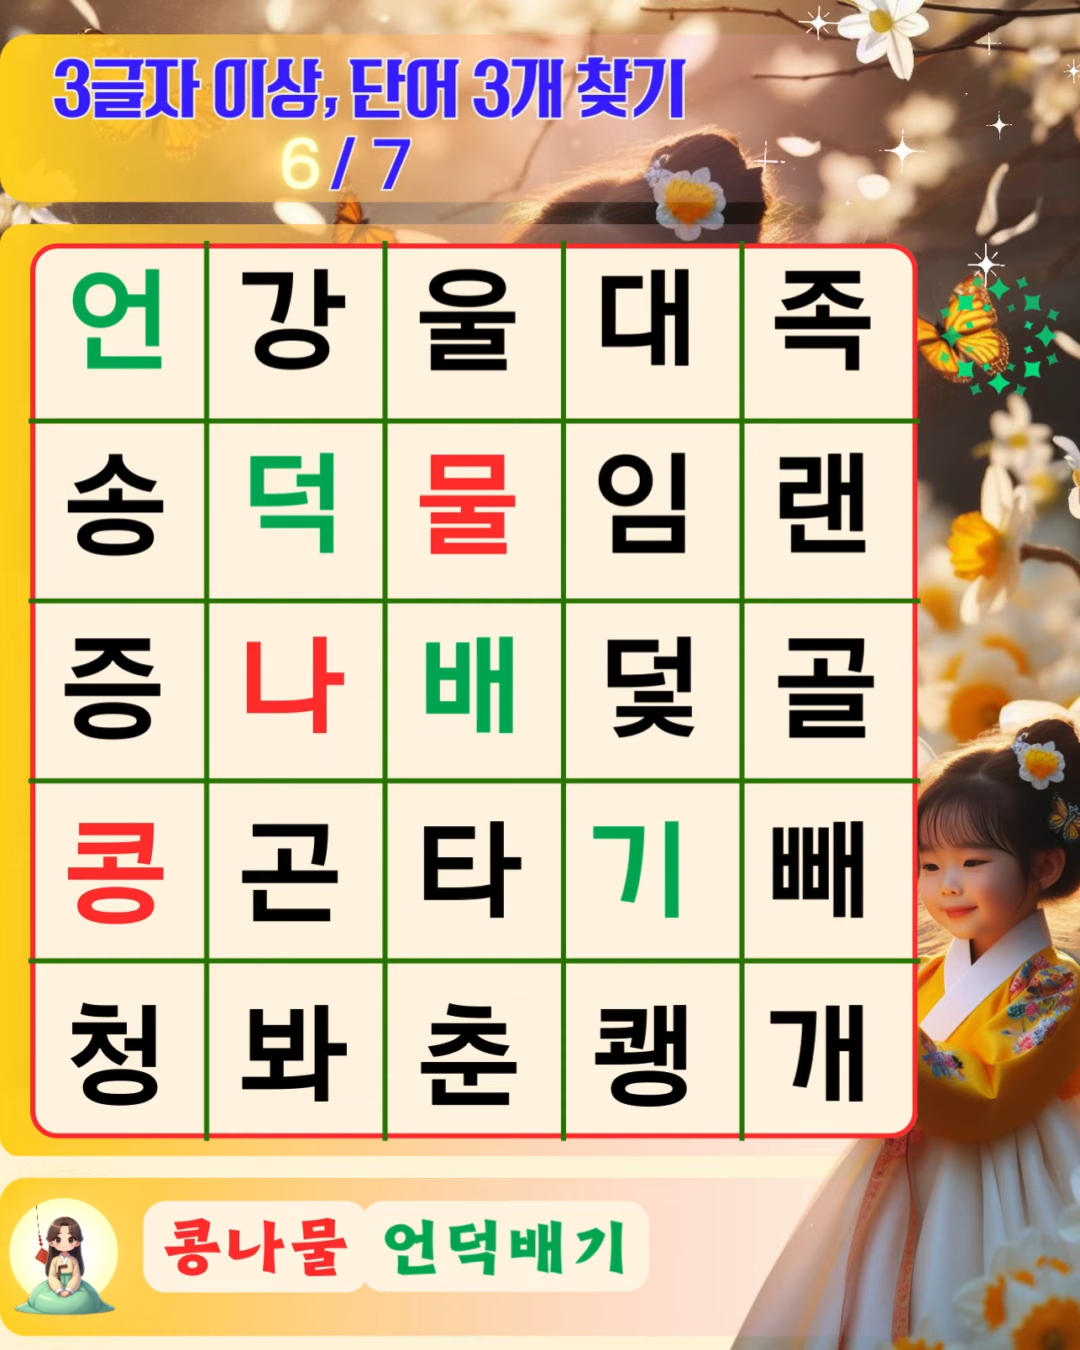 3글자 이상, 단어 3개 찾기
6 / 7
언 강 울 대 족
송 덕 물 임 랜
증 나 배 덫 골
콩 곤 타 기 빼
청 봐 춘 쾡 개
콩나물 언덕배기